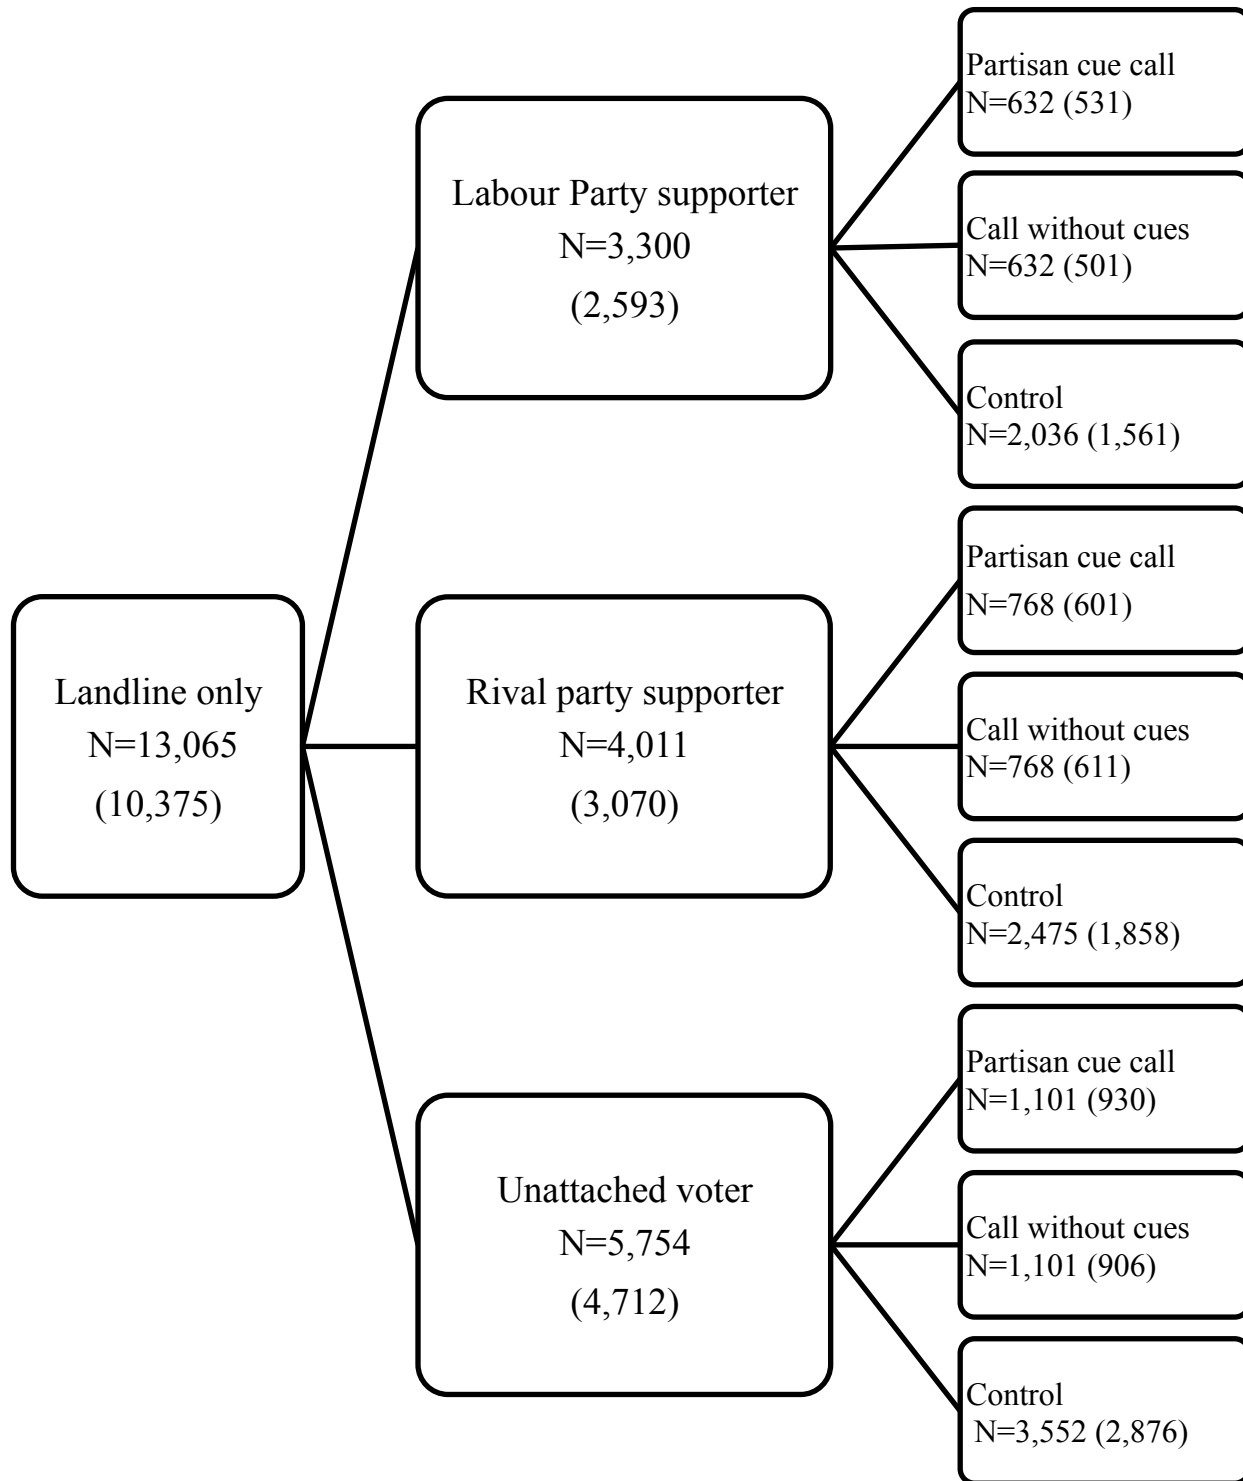 Landline only
N=13,065
(10,375)
Labour Party supporter
N=3,300
(2,593)
Partisan cue call
N=632 (531)
Call without cues
N=632 (501)
Control
N=2,036 (1,561)
Rival party supporter
N=4,011
(3,070)
Partisan cue call
N=768 (601)
Call without cues
N=768 (611)
Control
N=2,475 (1,858)
Unattached voter
N=5,754
(4,712)
Partisan cue call
N=1,101 (930)
Call without cues
N=1,101 (906)
Control
N=3,552 (2,876)